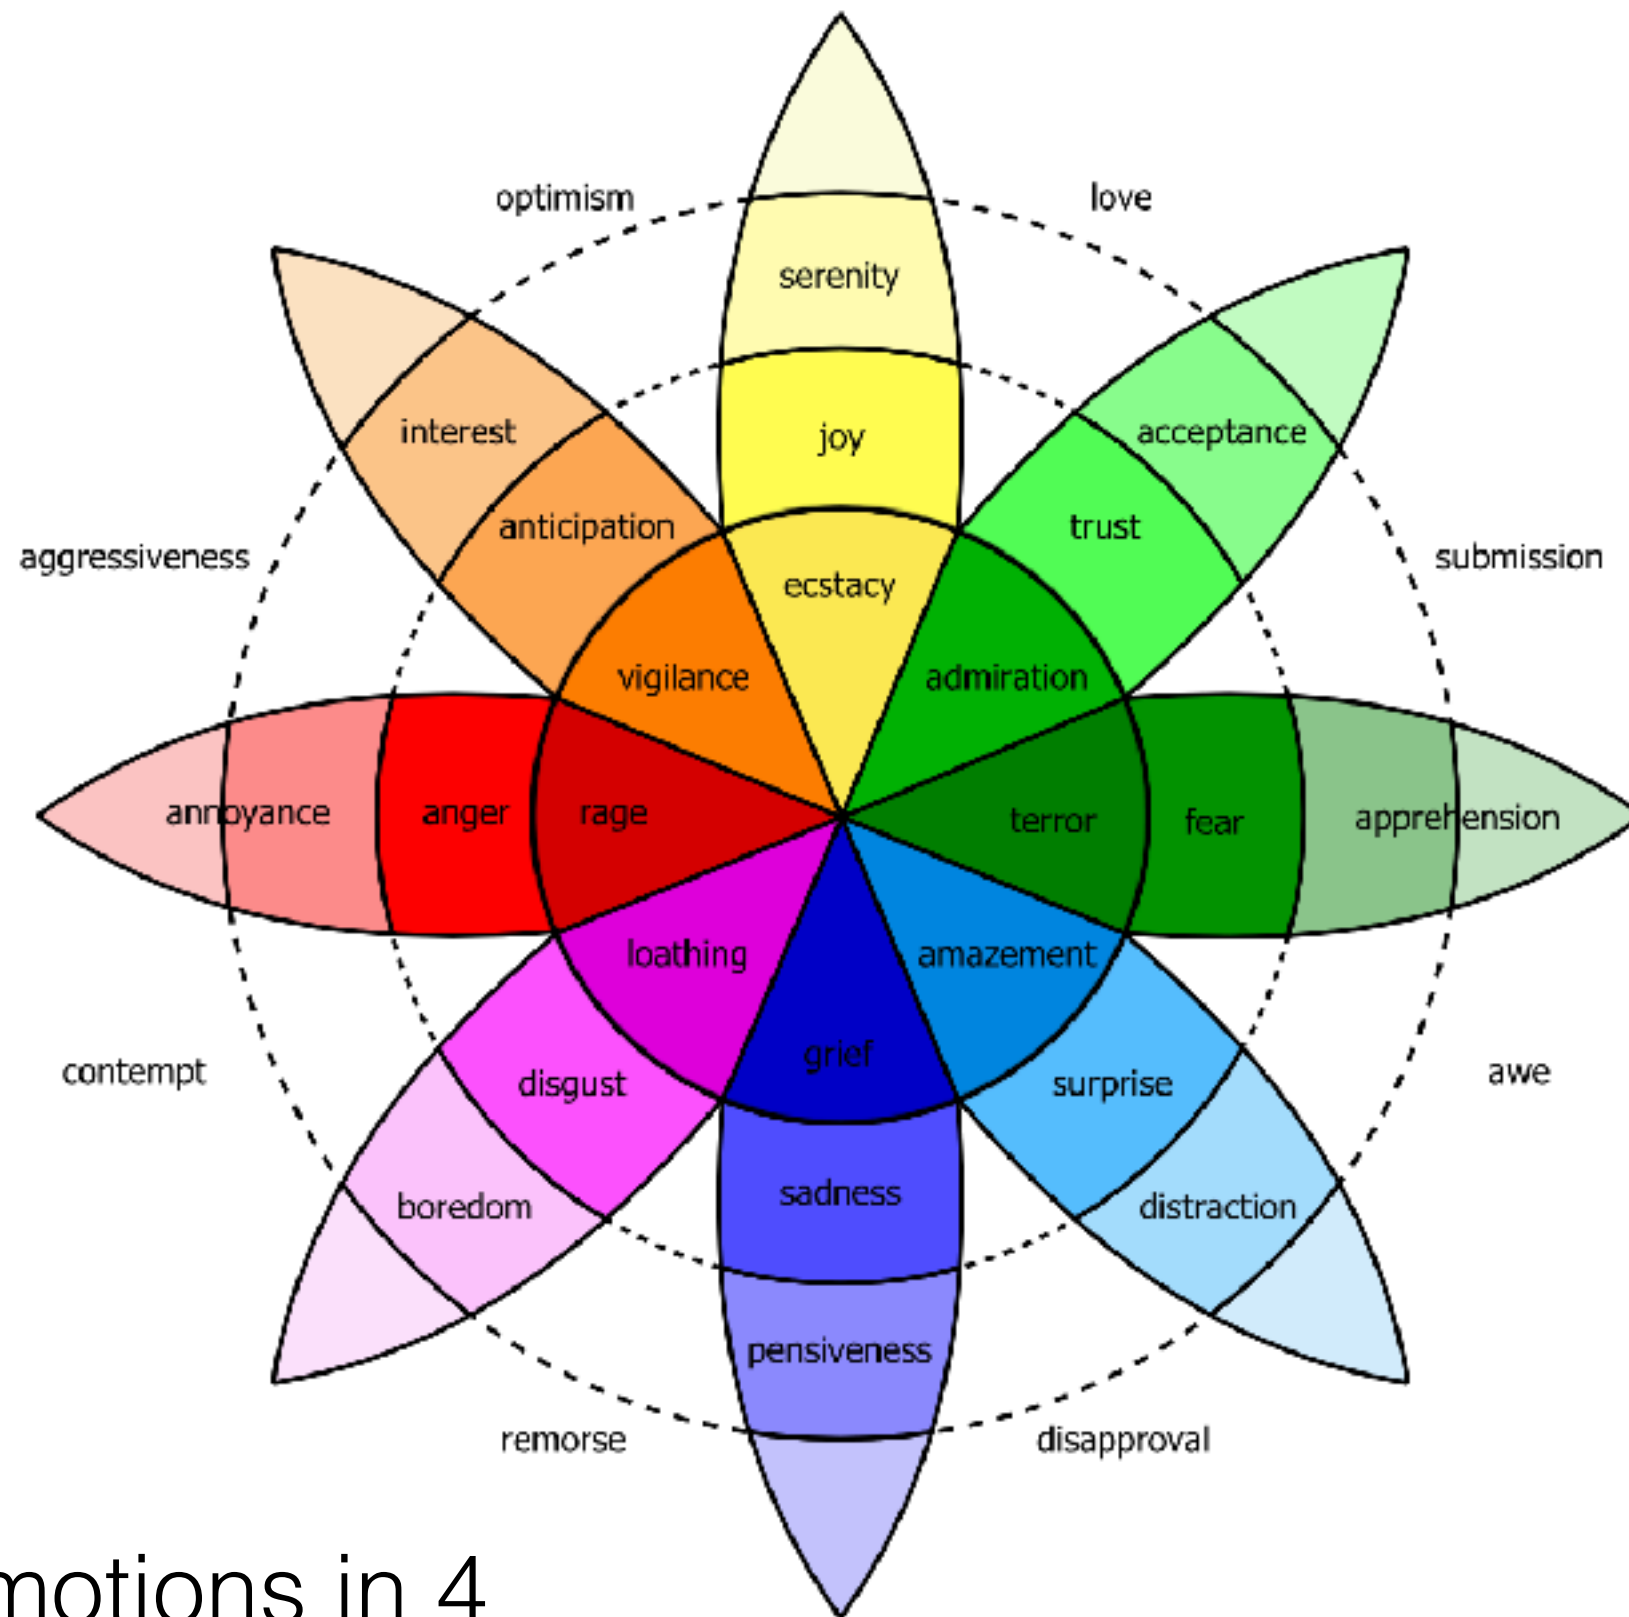 optimism
love
serenity
interest
acceptance
joy
anticipation
trust
aggressiveness
submission
ecstacy
vigilance
admiration
annoyance
anger
rage
terror
fear
apprehension
loathing
amazement
contempt
disgust
grief
surprise
awe
boredom
sadness
distraction
pensiveness
remorse
disapproval
motions in 4